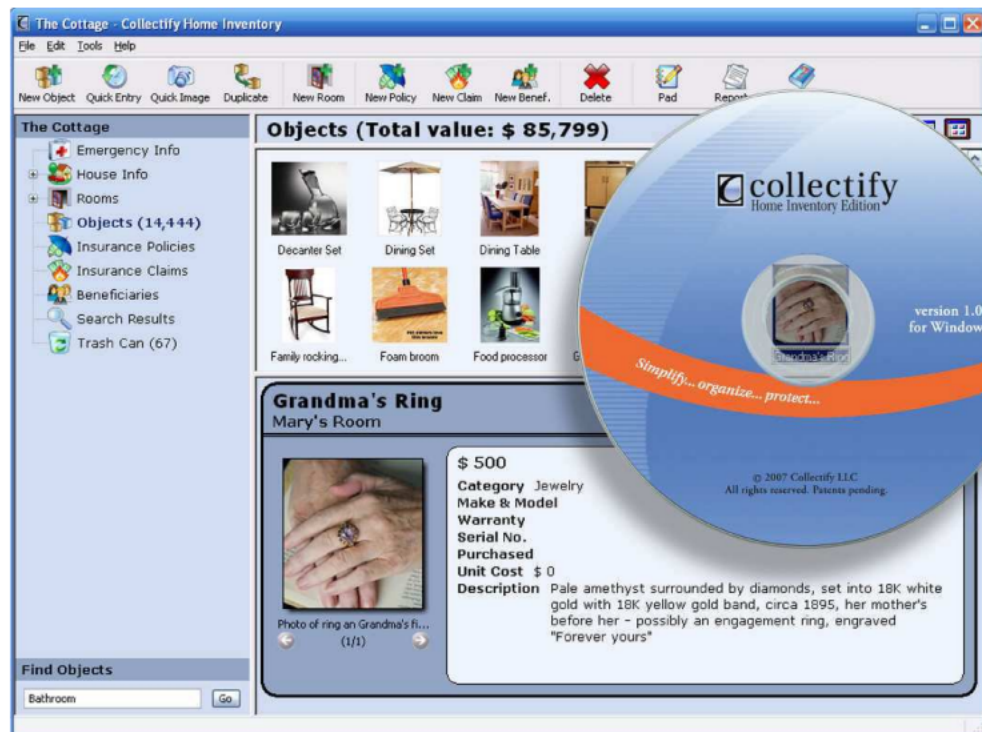 The Cottage - Collectify Home Inventory
File Edit Tools Help
New Object Quick Entry Quick Image Duplicate New Room New Policy New Claim New Benef. Delete Pad Report
The Cottage
Emergency Info
House Info
Rooms
Objects (14,444)
Insurance Policies
Insurance Claims
Beneficiaries
Search Results
Trash Can (67)
Find Objects
Bathroom
Go
Objects (Total value: $ 85,799)
Decanter Set Dining Set Dining Table
Family rocking... Foam broom Food processor G
Grandma's Ring
Mary's Room
Photo of ring an Grandma's fi...
(1/1)
$ 500
Category Jewelry
Make & Model
Warranty
Serial No.
Purchased
Unit Cost $ 0
Description Pale amethyst surrounded by diamonds, set into 18K white
gold with 18K yellow gold band, circa 1895, her mother's
before her - possibly an engagement ring, engraved
"Forever yours"
collectify
Home Inventory Edition
version 1.0
for Window
Grandma's Ring
Simplify... organize... protect...
© 2007 Collectify LLC
All rights reserved. Patents pending.